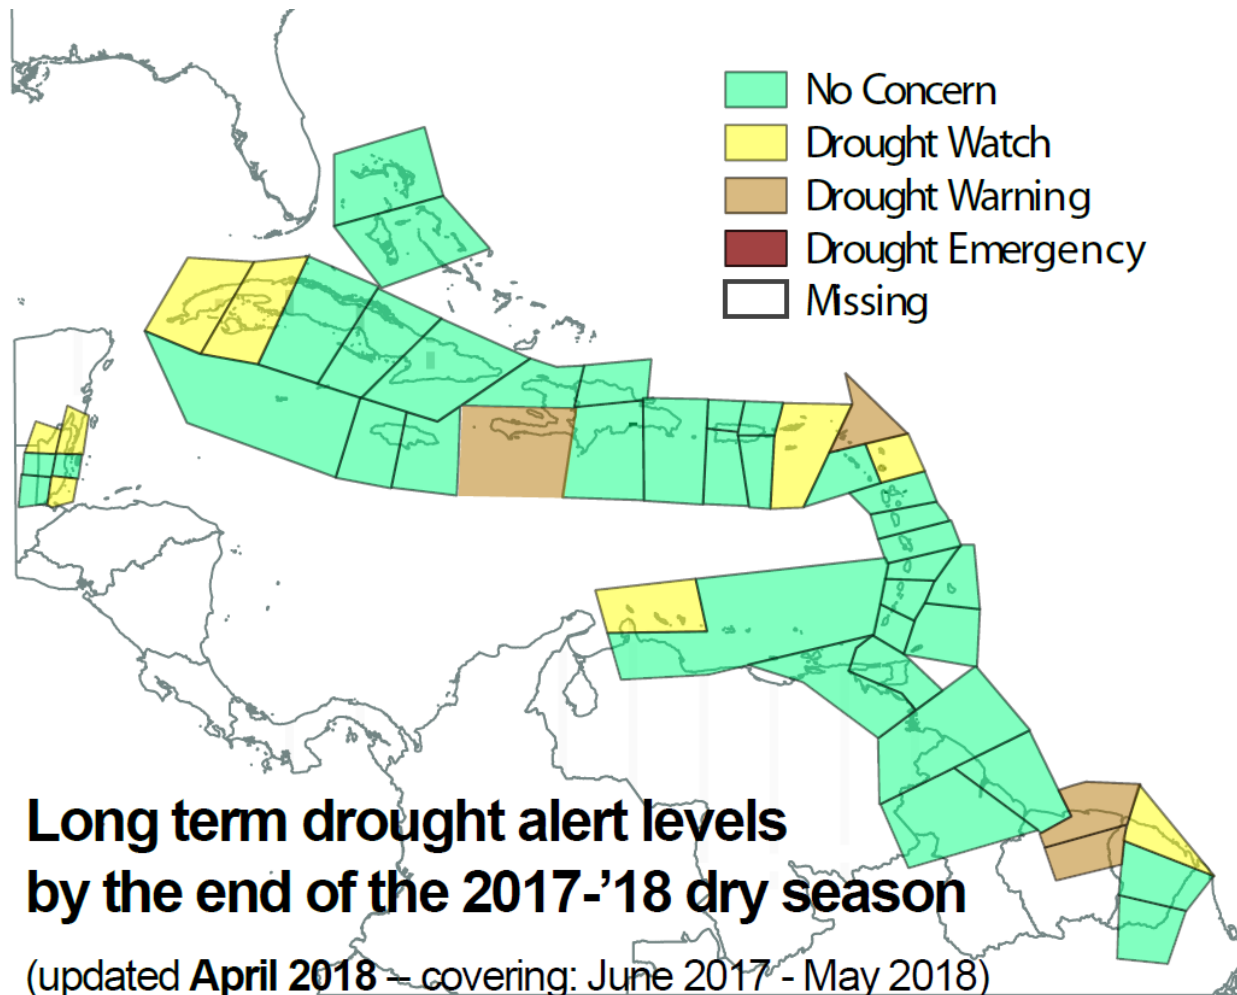 No Concern
Drought Watch
Drought Warning
Drought Emergency
Missing
Long term drought alert levels
by the end of the 2017-’18 dry season
(updated April 2018 – covering: June 2017 - May 2018)